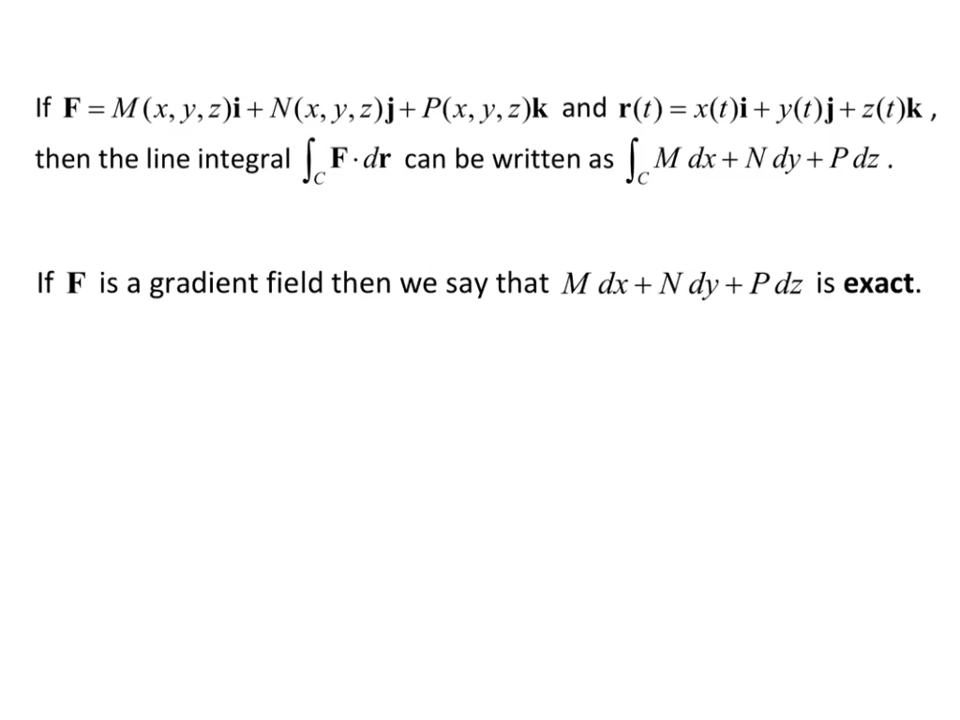 If F = M(x, y, z)i + N(x, y, z)j + P(x, y, z)k and r(t) = x(t)i + y(t)j + z(t)k ,
then the line integral ∫_C F · dr can be written as ∫_C M dx + N dy + P dz .
If F is a gradient field then we say that M dx + N dy + P dz is exact.